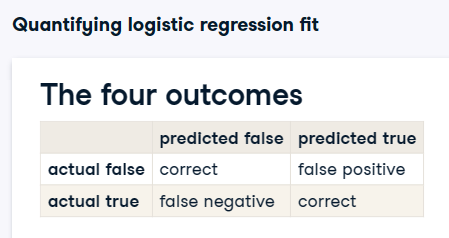 Quantifying logistic regression fit
The four outcomes
predicted false predicted true
actual false correct false positive
actual true false negative correct